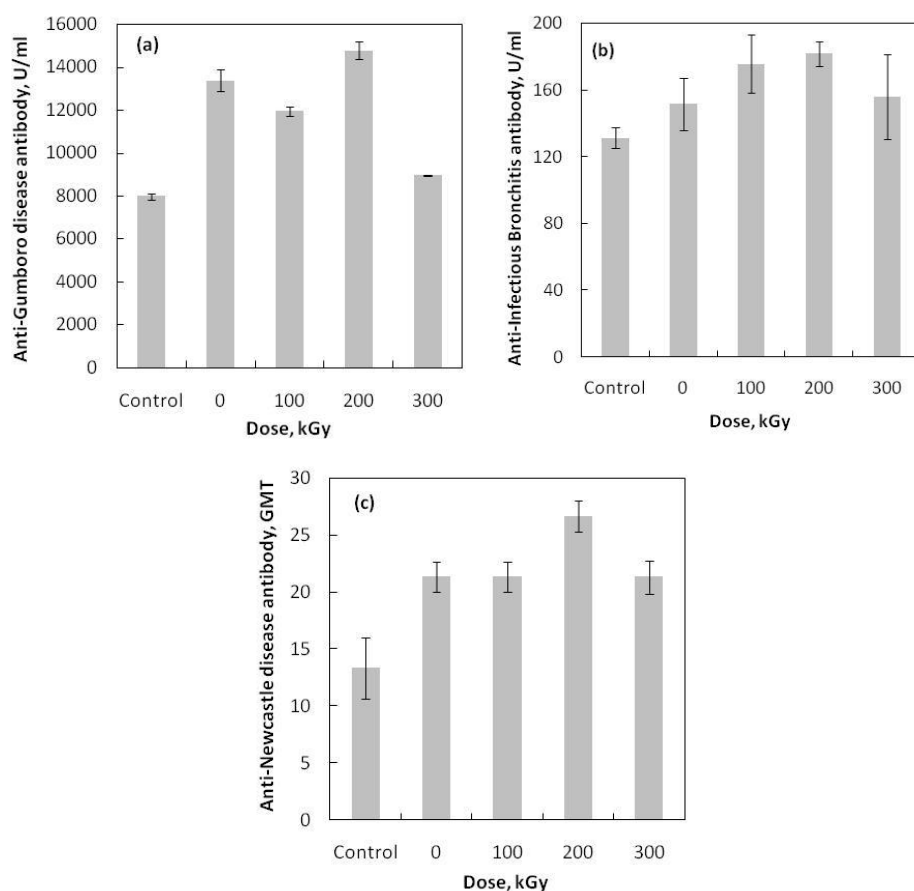 (a)
Anti-Gumboro disease antibody, U/ml
16000
14000
12000
10000
8000
6000
4000
2000
0
Control 0 100 200 300
Dose, kGy
(b)
Anti-Infectious Bronchitis antibody, U/ml
200
160
120
80
40
0
Control 0 100 200 300
Dose, kGy
(c)
Anti-Newcastle disease antibody, GMT
30
25
20
15
10
5
0
Control 0 100 200 300
Dose, kGy